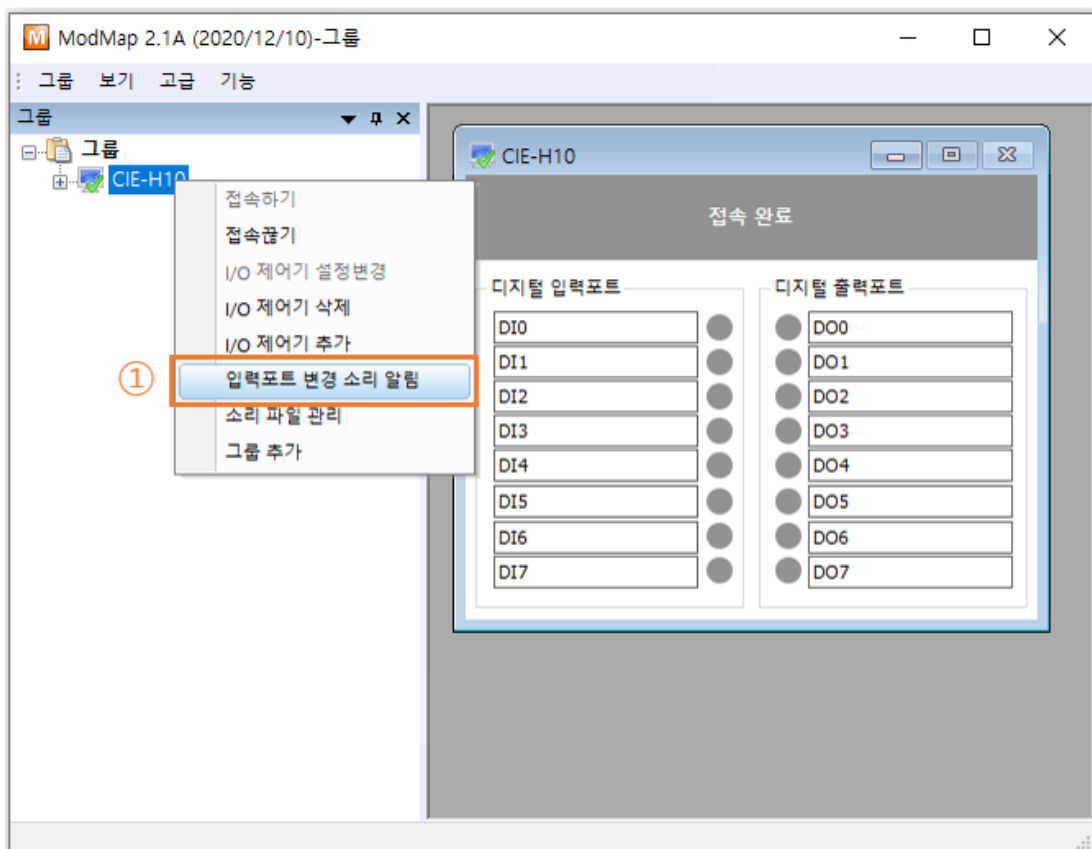 ModMap 2.1A (2020/12/10)-그룹
그룹 보기 고급 기능
그룹
그룹
CIE-H10
접속하기
접속끊기
I/O 제어기 설정변경
I/O 제어기 삭제
I/O 제어기 추가
① 입력포트 변경 소리 알림
소리 파일 관리
그룹 추가
CIE-H10
접속 완료
디지털 입력포트
DI0
DI1
DI2
DI3
DI4
DI5
DI6
DI7
디지털 출력포트
DO0
DO1
DO2
DO3
DO4
DO5
DO6
DO7